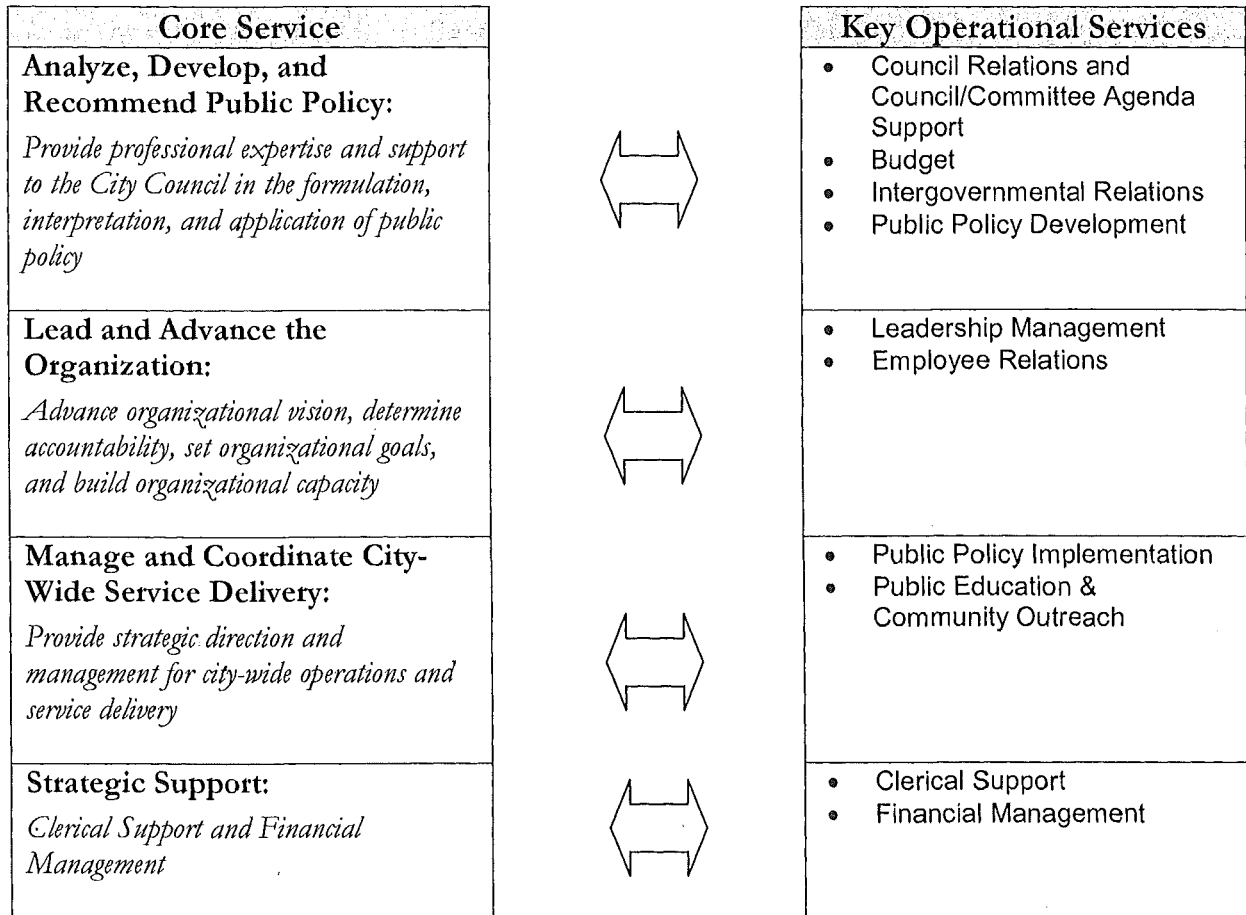 Core Service
Analyze, Develop, and
Recommend Public Policy:
Provide professional expertise and support
to the City Council in the formulation,
interpretation, and application of public
policy
Lead and Advance the
Organization:
Advance organizational vision, determine
accountability, set organizational goals,
and build organizational capacity
Manage and Coordinate City-
Wide Service Delivery:
Provide strategic direction and
management for city-wide operations and
service delivery
Strategic Support:
Clerical Support and Financial
Management
Key Operational Services
• Council Relations and
Council/Committee Agenda
Support
• Budget
• Intergovernmental Relations
• Public Policy Development
• Leadership Management
• Employee Relations
• Public Policy Implementation
• Public Education &
Community Outreach
• Clerical Support
• Financial Management